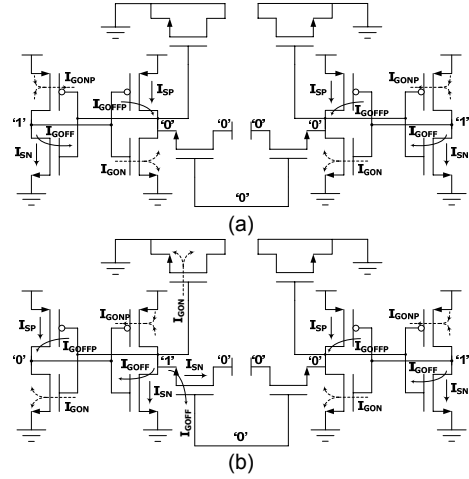 I_GONP I_SP I_SP I_GONP
I_GOFFP I_GOFFP
'1' '0' '0' '0' '0' '1'
I_GOFF I_GOFF
I_SN I_GON I_GON I_SN
'0'
(a)
I_GON
I_SP I_GONP I_SP I_GONP
I_GOFFP I_GOFFP
'0' '1' I_SN '0' '0' '0' '1'
I_GOFF I_GOFF
I_GON I_SN I_GOFF I_GON I_SN
'0'
(b)